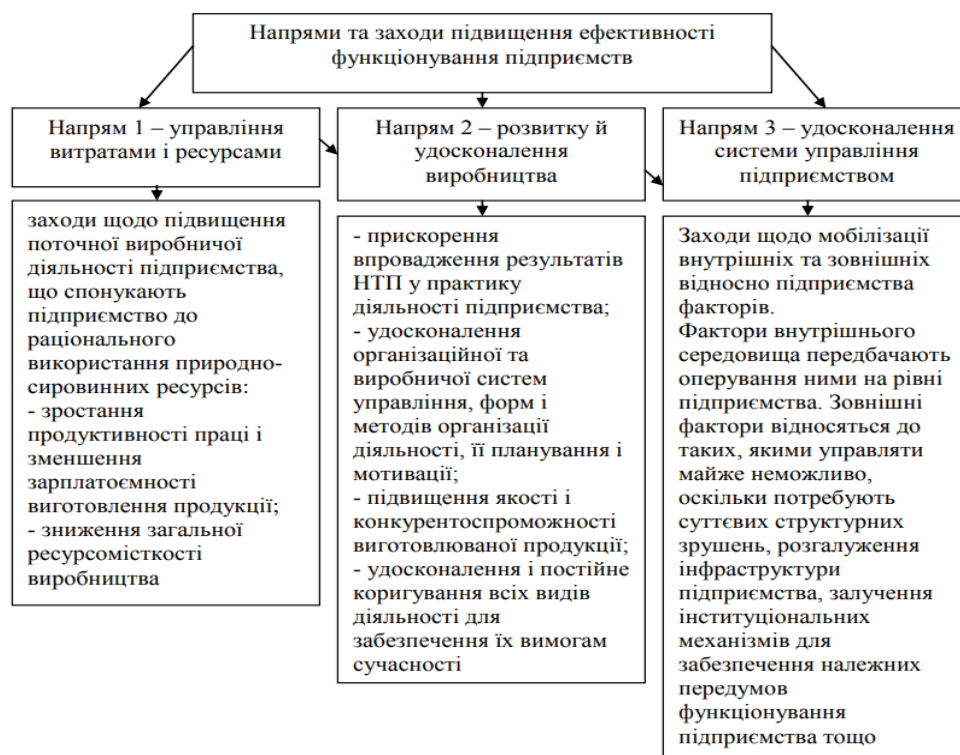 Напрями та заходи підвищення ефективності
функціонування підприємств
Напрям 1 – управління
витратами і ресурсами
Напрям 2 – розвитку й
удосконалення
виробництва
Напрям 3 – удосконалення
системи управління
підприємством
заходи щодо підвищення
поточної виробничої
діяльності підприємства,
що спонукають
підприємство до
раціонального
використання природно-
сировинних ресурсів:
- зростання
продуктивності праці і
зменшення
зарплатоємності
виготовлення продукції;
- зниження загальної
ресурсомісткості
виробництва
- прискорення
впровадження результатів
НТП у практику
діяльності підприємства;
- удосконалення
організаційної та
виробничої систем
управління, форм і
методів організації
діяльності, її планування і
мотивації;
- підвищення якості і
конкурентоспроможності
виготовлюваної продукції;
- удосконалення і постійне
коригування всіх видів
діяльності для
забезпечення їх вимогам
сучасності
Заходи щодо мобілізації
внутрішніх та зовнішніх
відносно підприємства
факторів.
Фактори внутрішнього
середовища передбачають
оперування ними на рівні
підприємства. Зовнішні
фактори відносяться до
таких, якими управляти
майже неможливо,
оскільки потребують
суттєвих структурних
зрушень, розгалуження
інфраструктури
підприємства, залучення
інституціональних
механізмів для
забезпечення належних
передумов
функціонування
підприємства тощо